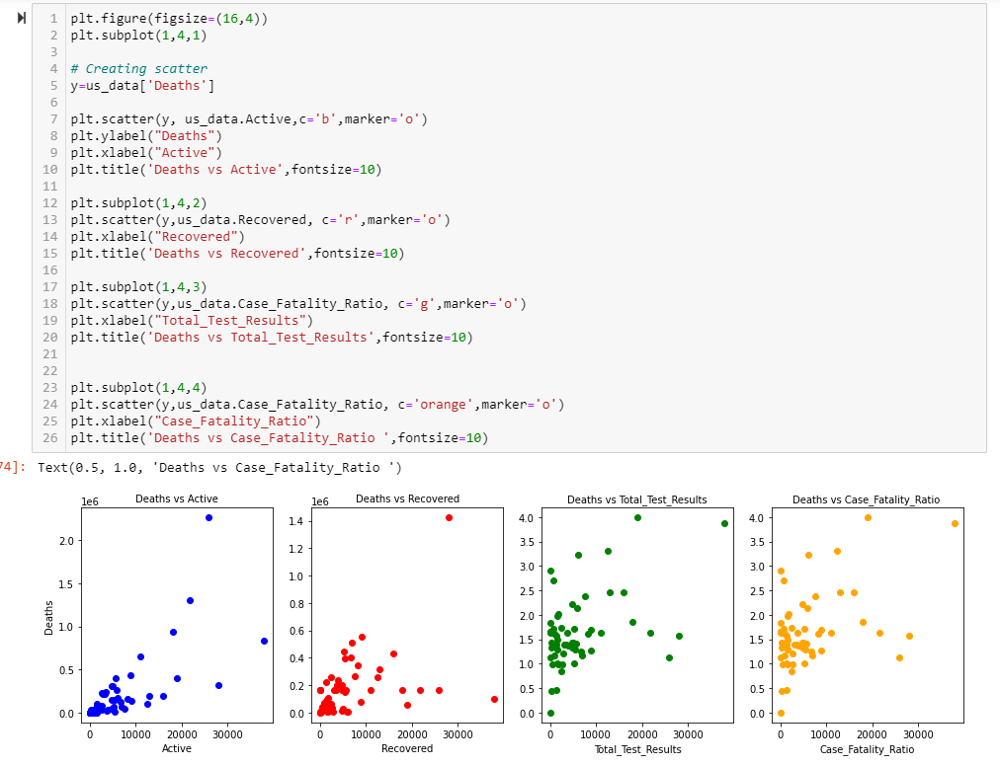 1 plt.figure(figsize=(16,4))
2 plt.subplot(1,4,1)
3
4 # Creating scatter
5 y=us_data['Deaths']
6
7 plt.scatter(y, us_data.Active,c='b',marker='o')
8 plt.ylabel("Deaths")
9 plt.xlabel("Active")
10 plt.title('Deaths vs Active',fontsize=10)
11
12 plt.subplot(1,4,2)
13 plt.scatter(y,us_data.Recovered, c='r',marker='o')
14 plt.xlabel("Recovered")
15 plt.title('Deaths vs Recovered',fontsize=10)
16
17 plt.subplot(1,4,3)
18 plt.scatter(y,us_data.Case_Fatality_Ratio, c='g',marker='o')
19 plt.xlabel("Total_Test_Results")
20 plt.title('Deaths vs Total_Test_Results',fontsize=10)
21
22
23 plt.subplot(1,4,4)
24 plt.scatter(y,us_data.Case_Fatality_Ratio, c='orange',marker='o')
25 plt.xlabel("Case_Fatality_Ratio")
26 plt.title('Deaths vs Case_Fatality_Ratio ',fontsize=10)
74]: Text(0.5, 1.0, 'Deaths vs Case_Fatality_Ratio ')
Deaths vs Active
1e6
2.0
1.5
1.0
0.5
0.0
Deaths
0 10000 20000 30000
Active
Deaths vs Recovered
1e6
1.4
1.2
1.0
0.8
0.6
0.4
0.2
0.0
0 10000 20000 30000
Recovered
Deaths vs Total_Test_Results
4.0
3.5
3.0
2.5
2.0
1.5
1.0
0.5
0.0
0 10000 20000 30000
Total_Test_Results
Deaths vs Case_Fatality_Ratio
4.0
3.5
3.0
2.5
2.0
1.5
1.0
0.5
0.0
0 10000 20000 30000
Case_Fatality_Ratio